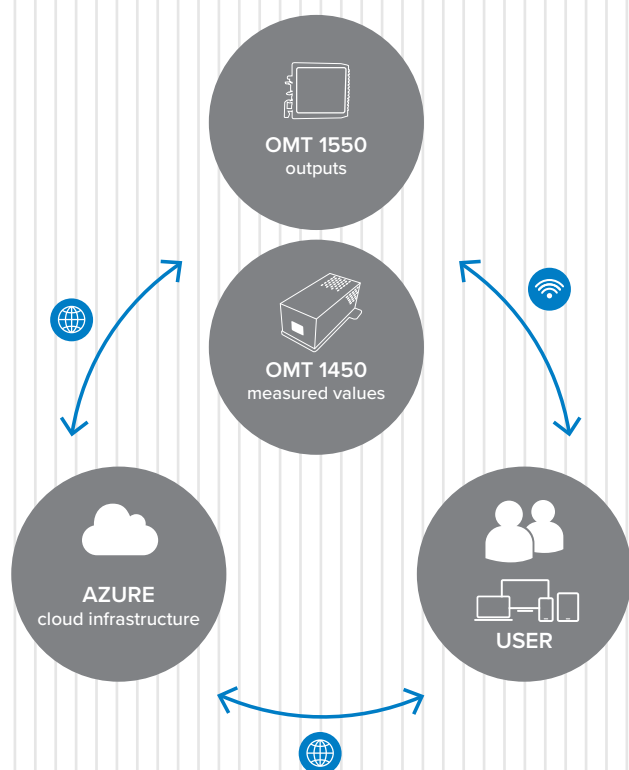 OMT 1550
outputs
OMT 1450
measured values
AZURE
cloud infrastructure
USER